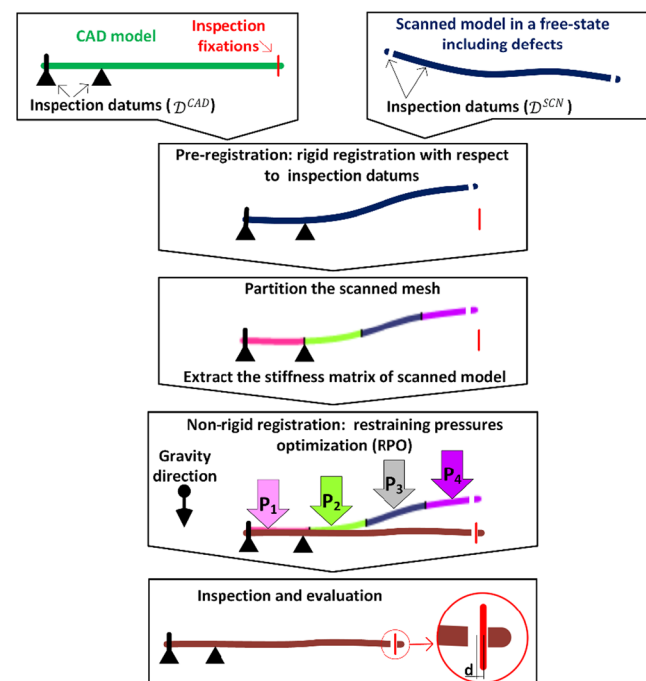 CAD model
Inspection
fixations
Inspection datums (𝒟^CAD)
Scanned model in a free-state
including defects
Inspection datums (𝒟^SCN)
Pre-registration: rigid registration with respect
to inspection datums
Partition the scanned mesh
Extract the stiffness matrix of scanned model
Non-rigid registration: restraining pressures
optimization (RPO)
Gravity
direction
P₁
P₂
P₃
P₄
Inspection and evaluation
d